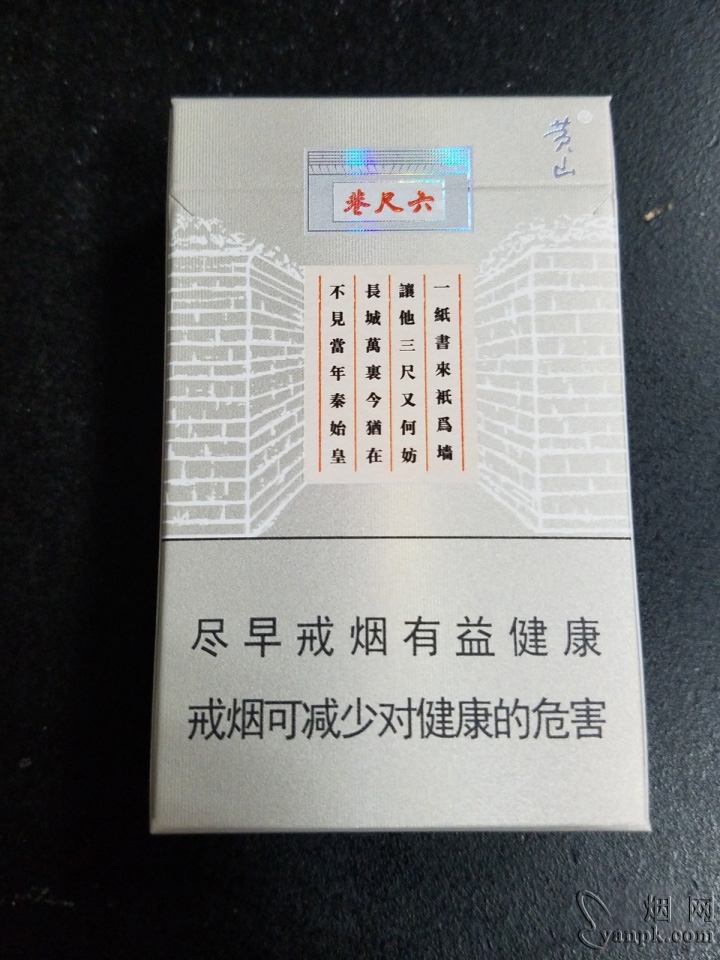 黄山
六尺巷
一紙書來衹爲墻
讓他三尺又何妨
長城萬裏今猶在
不見當年秦始皇
尽早戒烟有益健康
戒烟可减少对健康的危害
烟网
yanpk.com